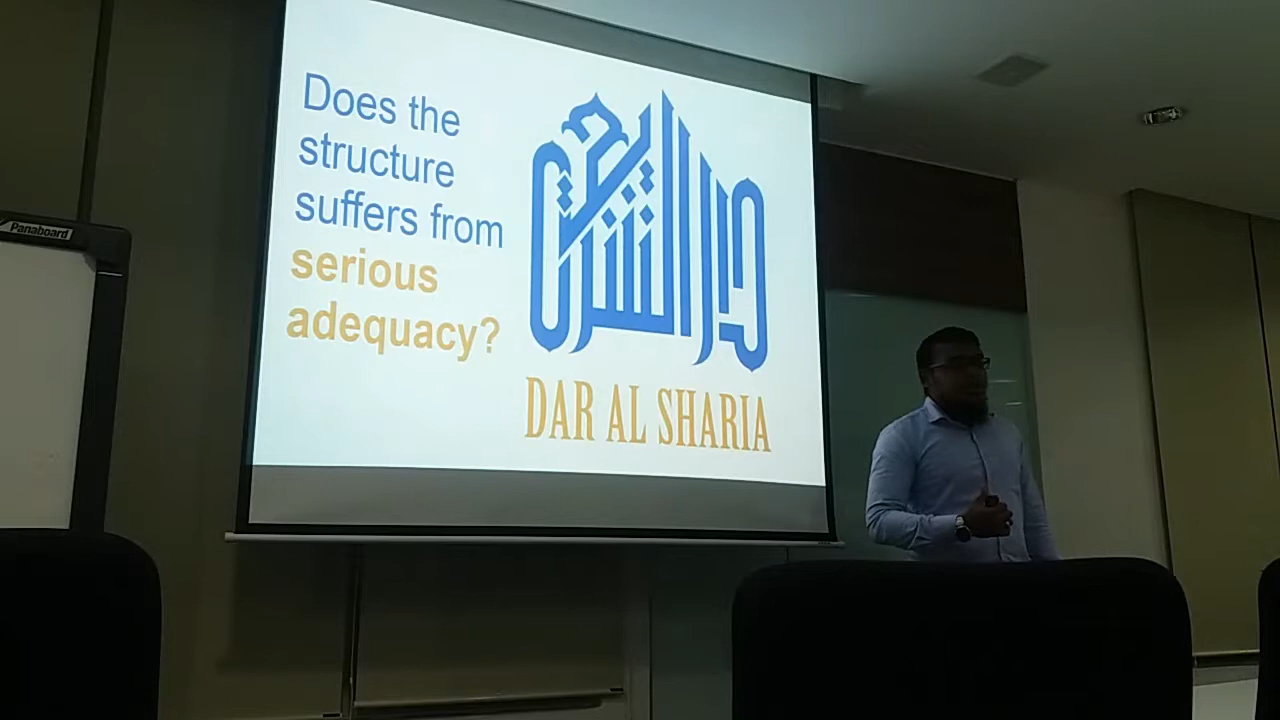 Panaboard
Does the
structure
suffers from
serious
adequacy?
دار الشريعة
DAR AL SHARIA